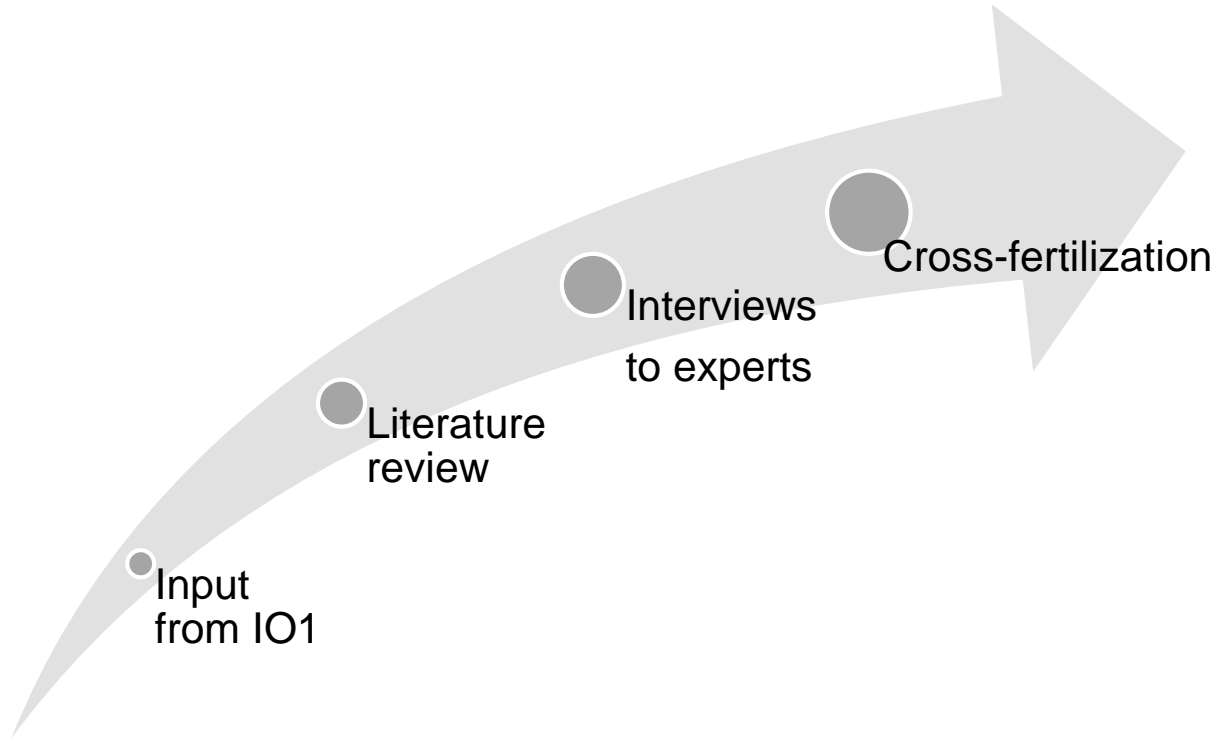 Input
from IO1
Literature
review
Interviews
to experts
Cross-fertilization